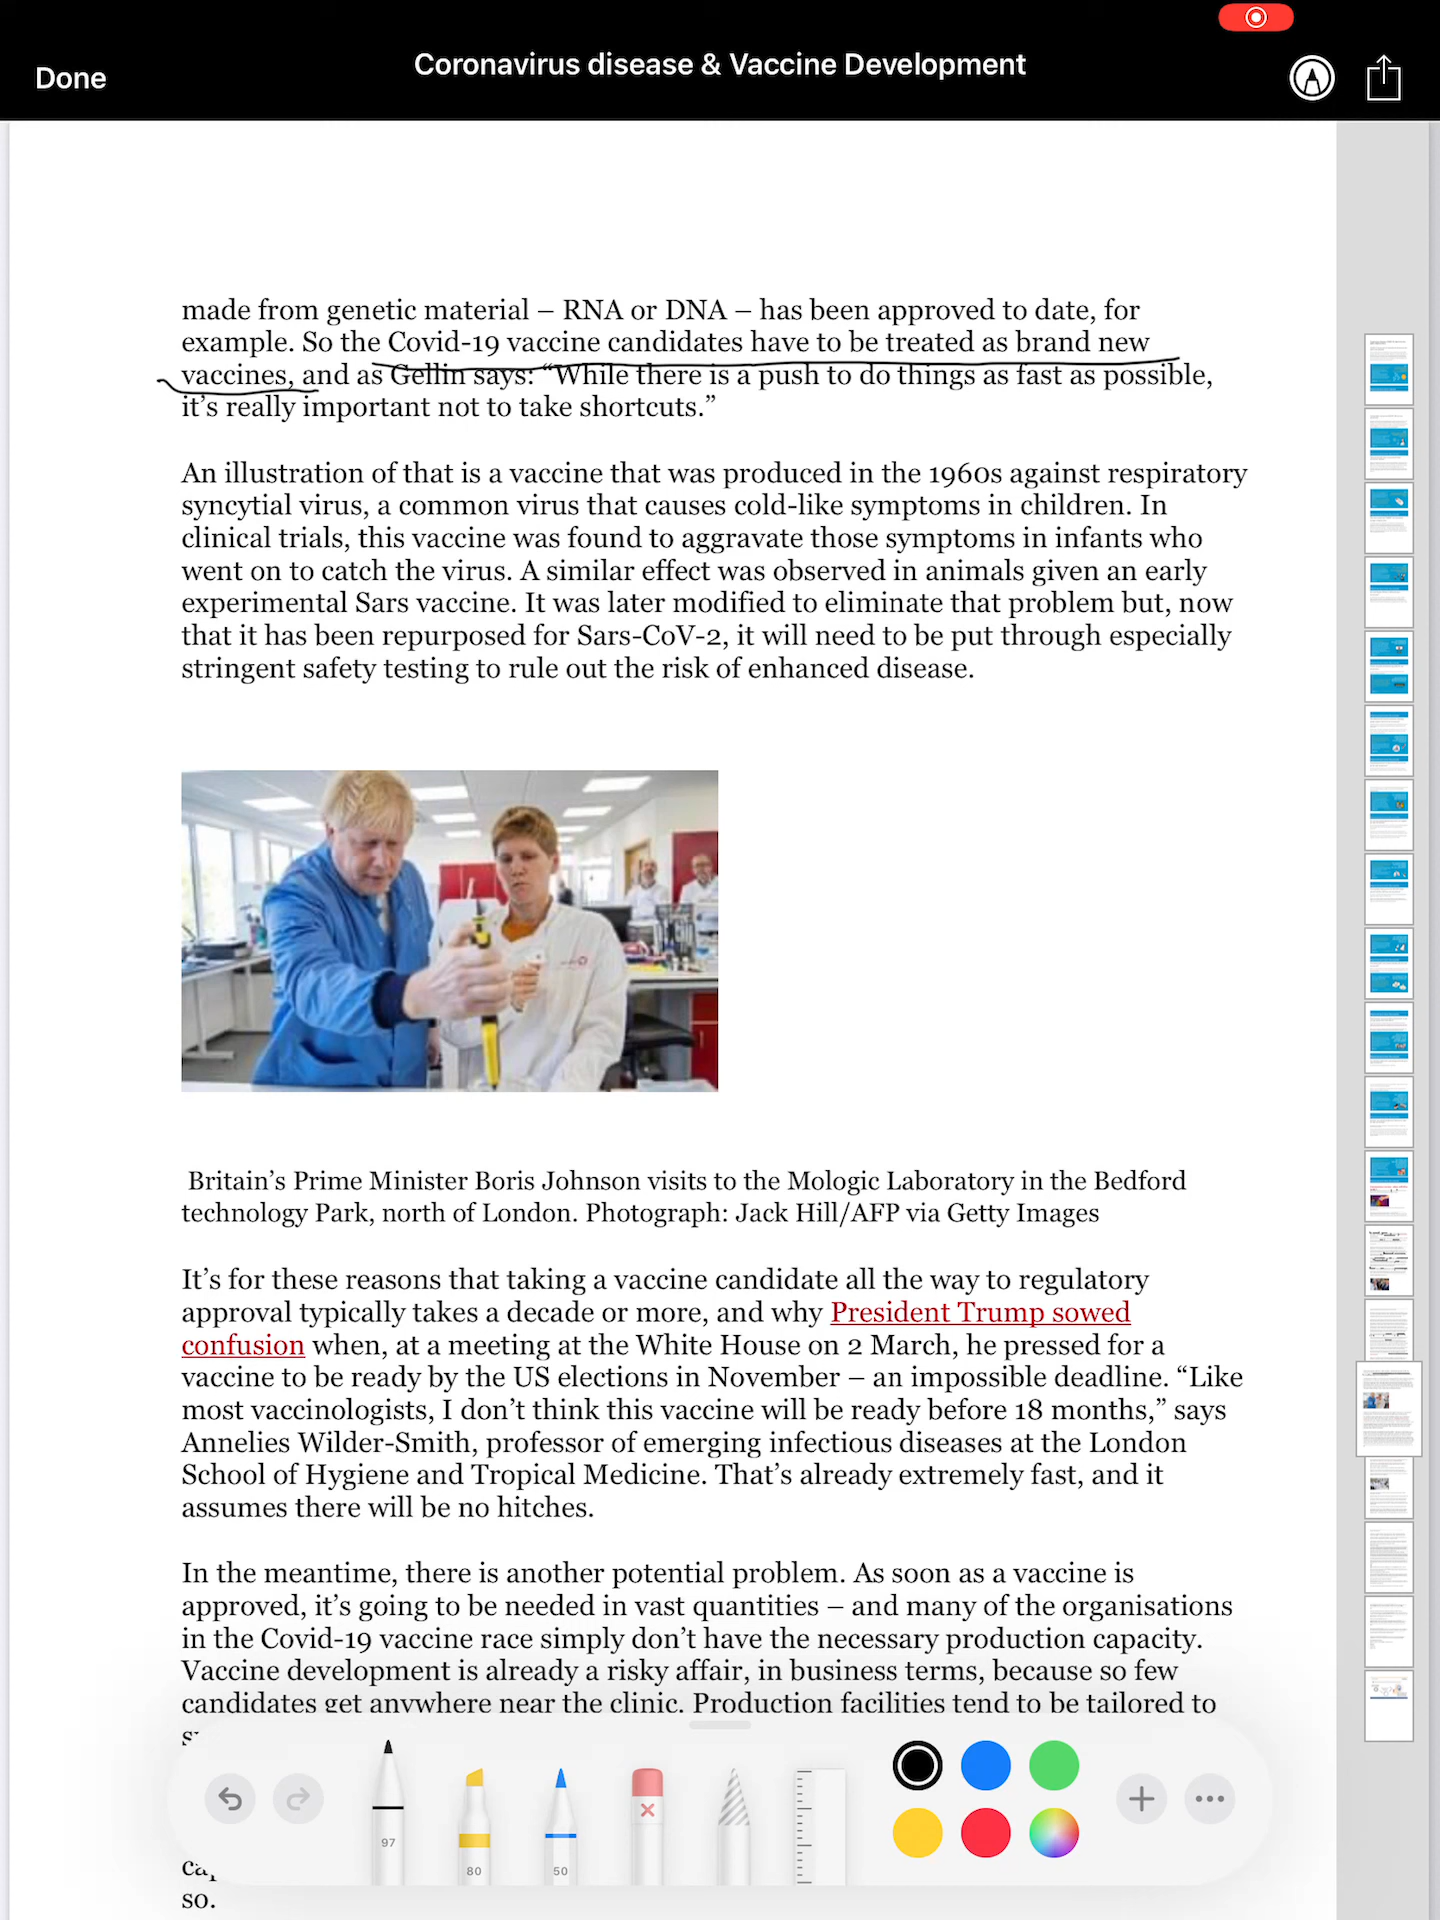 Done
Coronavirus disease & Vaccine Development
made from genetic material – RNA or DNA – has been approved to date, for
example. So the Covid-19 vaccine candidates have to be treated as brand new
vaccines, and as Gellin says: “While there is a push to do things as fast as possible,
it’s really important not to take shortcuts.”
An illustration of that is a vaccine that was produced in the 1960s against respiratory
syncytial virus, a common virus that causes cold-like symptoms in children. In
clinical trials, this vaccine was found to aggravate those symptoms in infants who
went on to catch the virus. A similar effect was observed in animals given an early
experimental Sars vaccine. It was later modified to eliminate that problem but, now
that it has been repurposed for Sars-CoV-2, it will need to be put through especially
stringent safety testing to rule out the risk of enhanced disease.
Britain’s Prime Minister Boris Johnson visits to the Mologic Laboratory in the Bedford
technology Park, north of London. Photograph: Jack Hill/AFP via Getty Images
It’s for these reasons that taking a vaccine candidate all the way to regulatory
approval typically takes a decade or more, and why President Trump sowed
confusion when, at a meeting at the White House on 2 March, he pressed for a
vaccine to be ready by the US elections in November – an impossible deadline. “Like
most vaccinologists, I don’t think this vaccine will be ready before 18 months,” says
Annelies Wilder-Smith, professor of emerging infectious diseases at the London
School of Hygiene and Tropical Medicine. That’s already extremely fast, and it
assumes there will be no hitches.
In the meantime, there is another potential problem. As soon as a vaccine is
approved, it’s going to be needed in vast quantities – and many of the organisations
in the Covid-19 vaccine race simply don’t have the necessary production capacity.
Vaccine development is already a risky affair, in business terms, because so few
candidates get anywhere near the clinic. Production facilities tend to be tailored to
97
80
50
so.